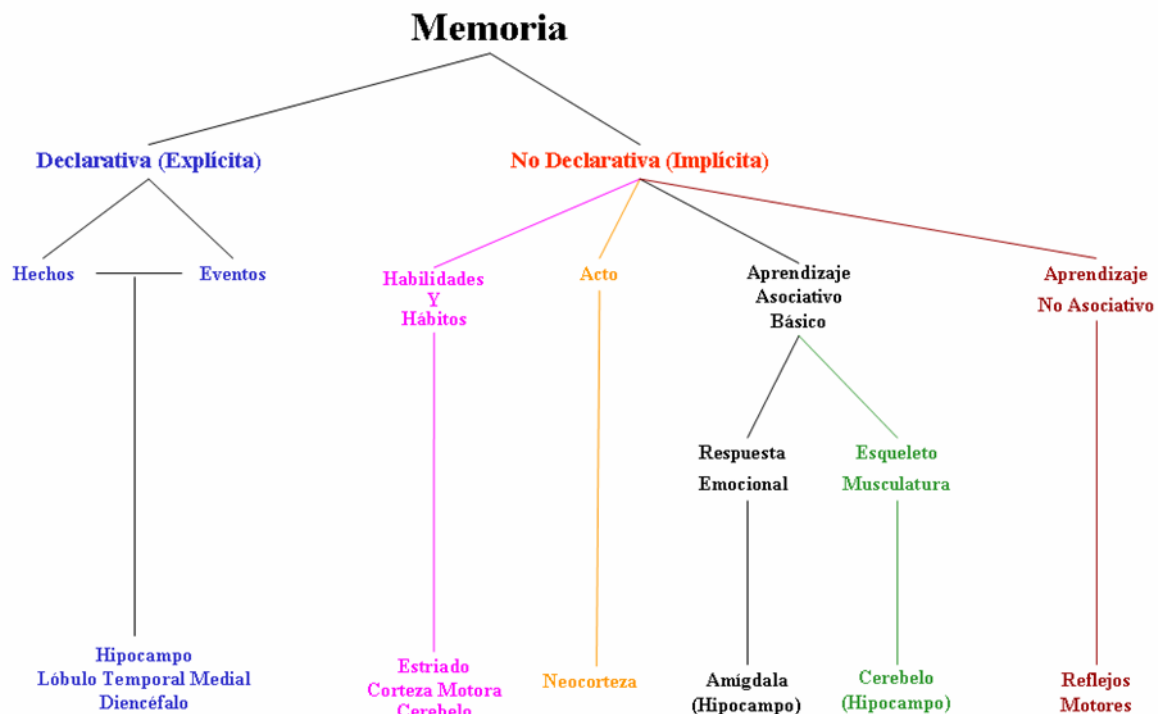 Memoria
Declarativa (Explícita)
No Declarativa (Implícita)
Hechos
Eventos
Habilidades
Y
Hábitos
Acto
Aprendizaje
Asociativo
Básico
Aprendizaje
No Asociativo
Respuesta
Emocional
Esqueleto
Musculatura
Hipocampo
Lóbulo Temporal Medial
Diencéfalo
Estriado
Corteza Motora
Cerebelo
Neocorteza
Amígdala
(Hipocampo)
Cerebelo
(Hipocampo)
Reflejos
Motores